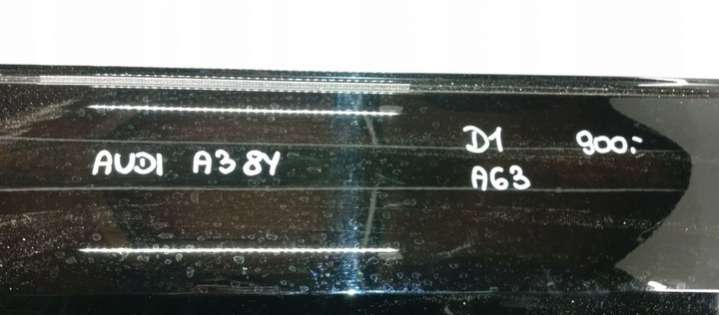 AUDI A3 8Y
D1 900:-
A63